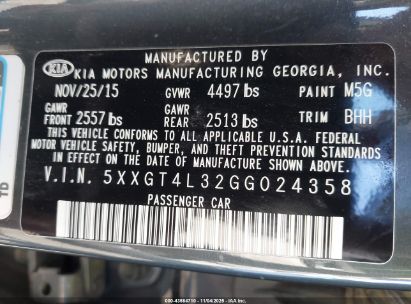 MANUFACTURED BY
KIA KIA MOTORS MANUFACTURING GEORGIA, INC.
NOV/25/15 GVWR 4497 lbs PAINT M5G
GAWR GAWR
FRONT 2557 lbs REAR 2513 lbs TRIM BHH
THIS VEHICLE CONFORMS TO ALL APPLICABLE U.S.A. FEDERAL
MOTOR VEHICLE SAFETY, BUMPER, AND THEFT PREVENTION STANDARDS
IN EFFECT ON THE DATE OF MANUFACTURE SHOWN ABOVE.
V.I.N. 5XXGT4L32GG024358
PASSENGER CAR